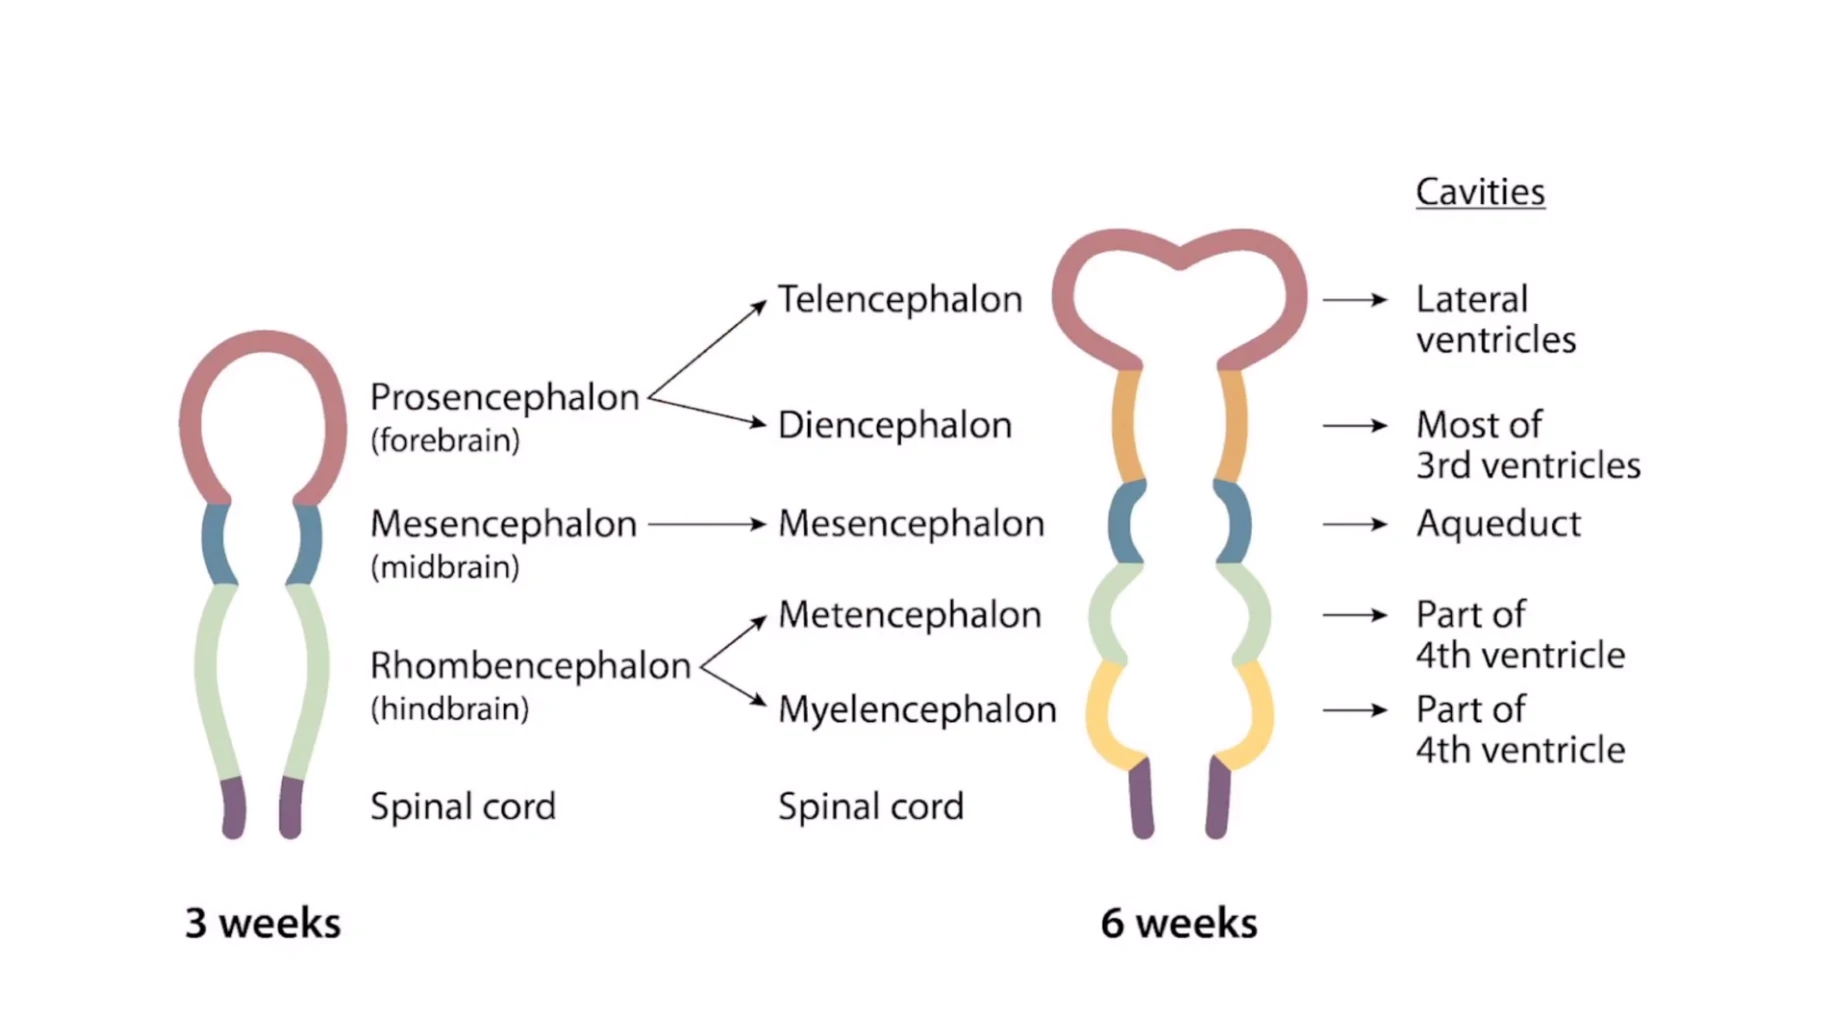 Cavities
Telencephalon
Lateral
ventricles
Prosencephalon
(forebrain)
Diencephalon
Most of
3rd ventricles
Mesencephalon
(midbrain)
Mesencephalon
Aqueduct
Metencephalon
Part of
4th ventricle
Rhombencephalon
(hindbrain)
Myelencephalon
Part of
4th ventricle
Spinal cord
Spinal cord
3 weeks
6 weeks